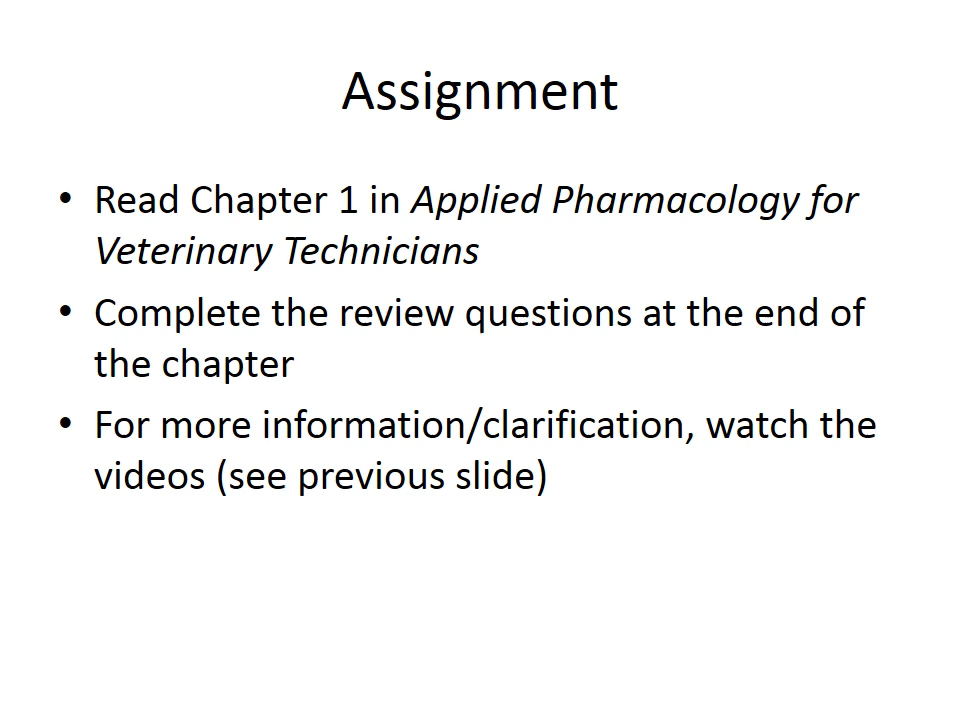 Assignment
• Read Chapter 1 in Applied Pharmacology for
Veterinary Technicians
• Complete the review questions at the end of
the chapter
• For more information/clarification, watch the
videos (see previous slide)